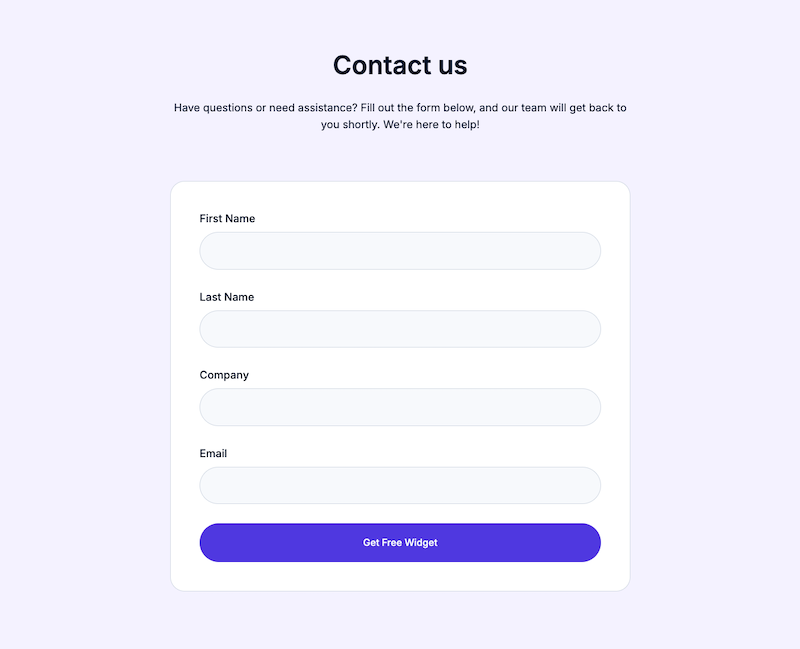 Contact us
Have questions or need assistance? Fill out the form below, and our team will get back to
you shortly. We're here to help!
First Name
Last Name
Company
Email
Get Free Widget